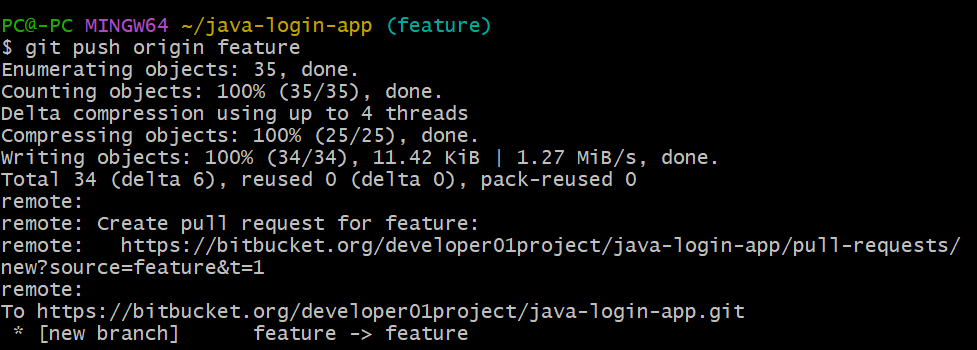 PC@-PC MINGW64 ~/java-login-app (feature)
$ git push origin feature
Enumerating objects: 35, done.
Counting objects: 100% (35/35), done.
Delta compression using up to 4 threads
Compressing objects: 100% (25/25), done.
Writing objects: 100% (34/34), 11.42 KiB | 1.27 MiB/s, done.
Total 34 (delta 6), reused 0 (delta 0), pack-reused 0
remote:
remote: Create pull request for feature:
remote:   https://bitbucket.org/developer01project/java-login-app/pull-requests/
new?source=feature&t=1
remote:
To https://bitbucket.org/developer01project/java-login-app.git
 * [new branch]      feature -> feature